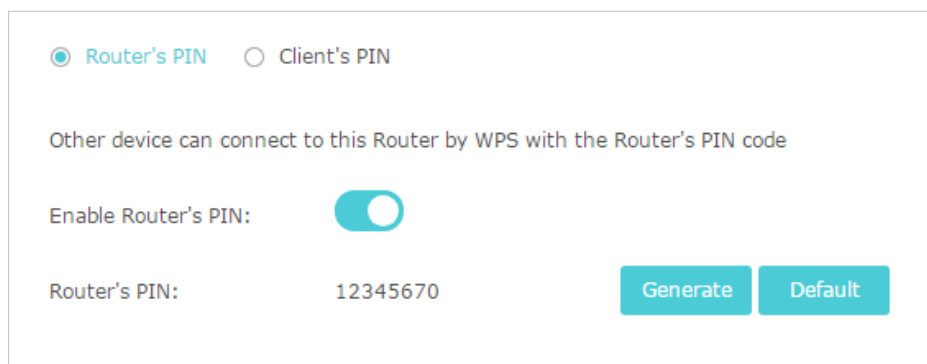 Router's PIN Client's PIN
Other device can connect to this Router by WPS with the Router's PIN code
Enable Router's PIN:
Router's PIN: 12345670 Generate Default